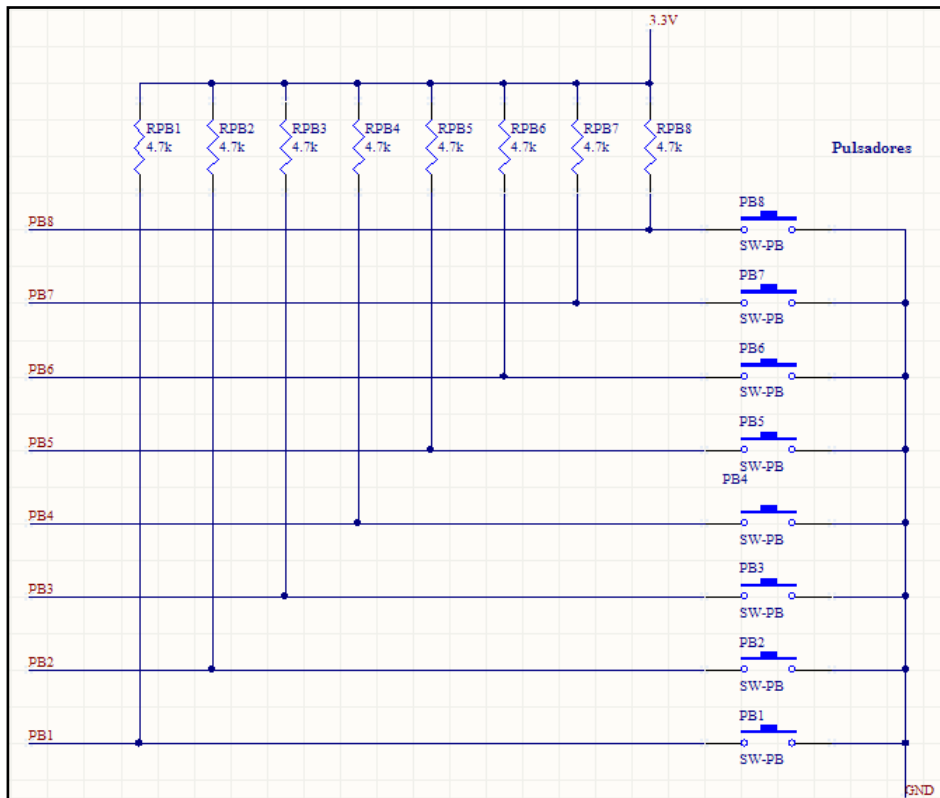 3.3V
RPB1 RPB2 RPB3 RPB4 RPB5 RPB6 RPB7 RPB8
4.7k 4.7k 4.7k 4.7k 4.7k 4.7k 4.7k 4.7k
Pulsadores
PB8
PB8
SW-PB
PB7
PB7
SW-PB
PB6
PB6
SW-PB
PB5
PB5
SW-PB
PB4
PB4
SW-PB
PB3
PB3
SW-PB
PB2
PB2
SW-PB
PB1
PB1
SW-PB
GND